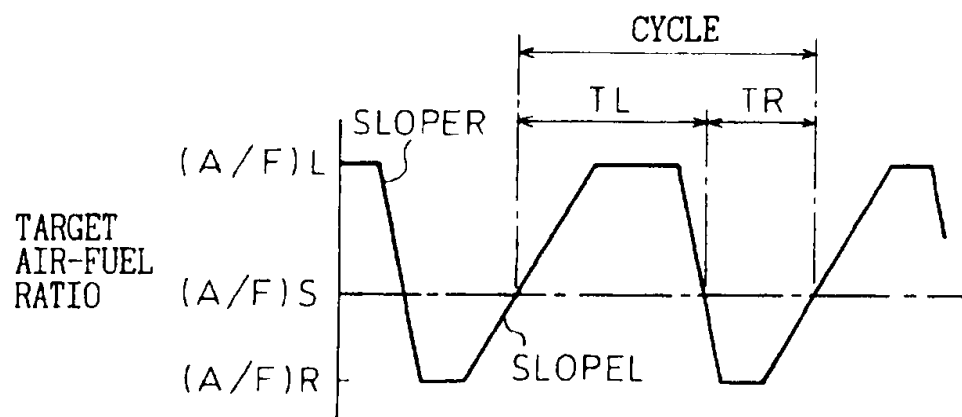 CYCLE
TL TR
SLOPER
(A/F)L
TARGET
AIR-FUEL
RATIO
(A/F)S
SLOPEL
(A/F)R